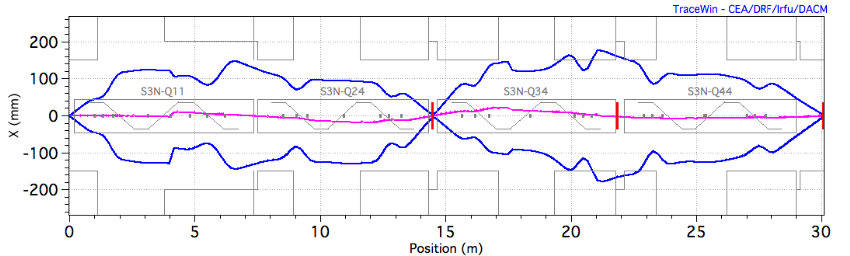 TraceWin - CEA/DRF/Irfu/DACM
X (mm)
200
100
0
-100
-200
S3N-Q11
S3N-Q24
S3N-Q34
S3N-Q44
0 5 10 15 20 25 30
Position (m)